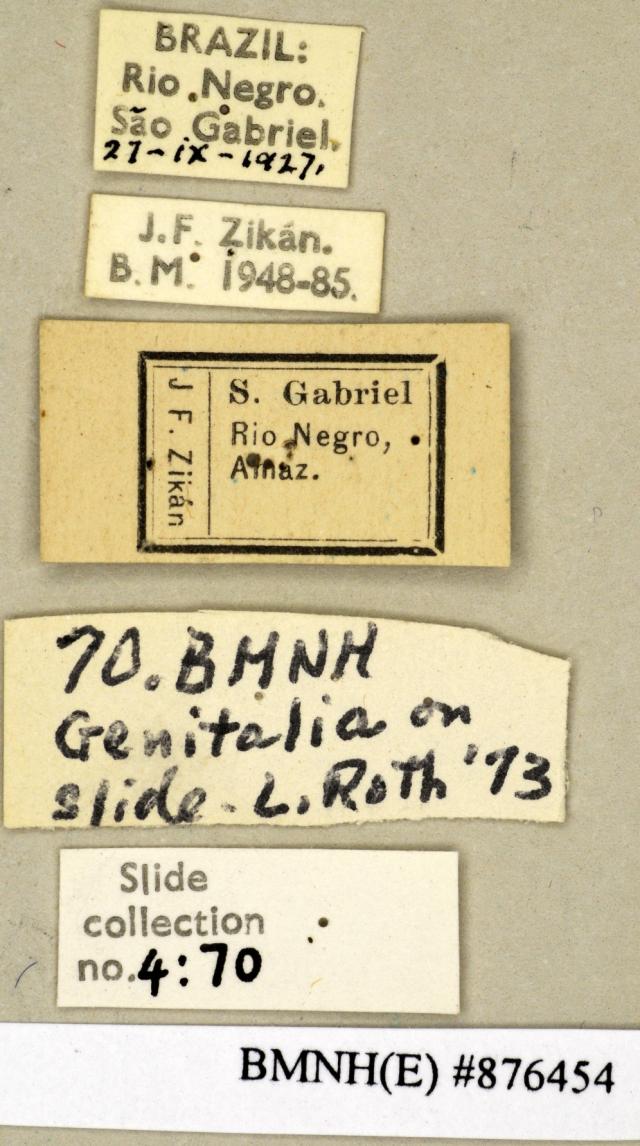 BRAZIL:
Rio Negro.
São Gabriel.
27-ix-1927.
J.F. Zikán.
B.M. 1948-85.
J F. Zikán
S. Gabriel
Rio Negro,
Amaz.
70. BMNH
Genitalia on
slide. L. Roth '73
Slide
collection
no. 4:70
BMNH(E) #876454